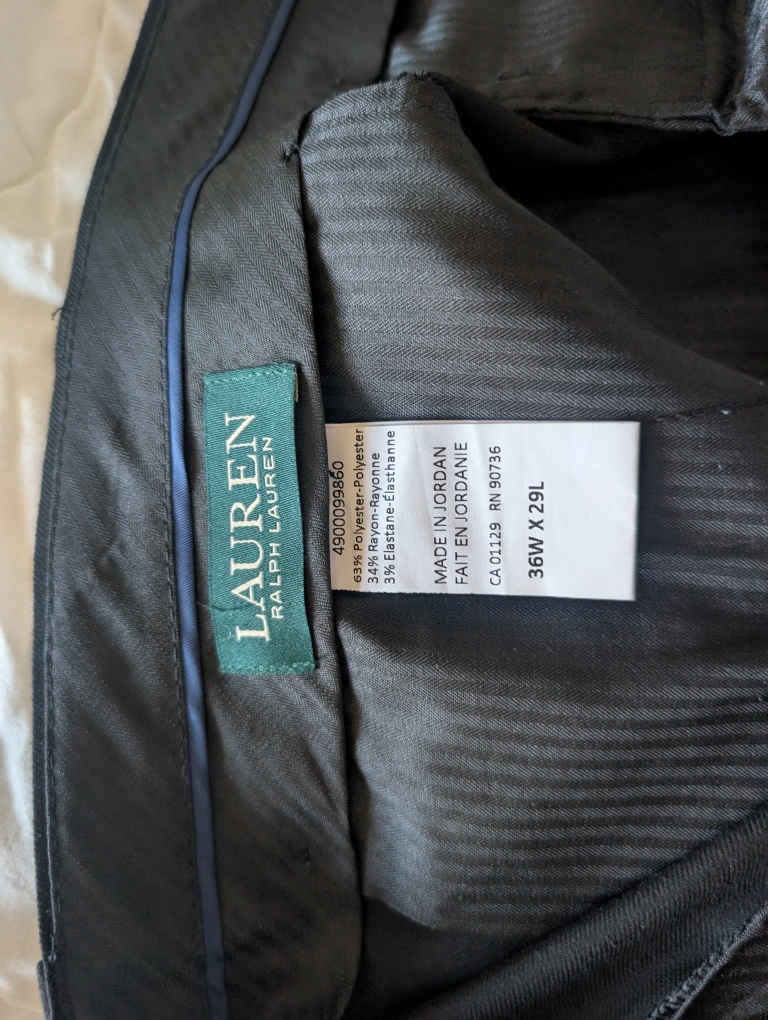 LAUREN
RALPH LAUREN
4900099860
63% Polyester-Polyester
34% Rayon-Rayonne
3% Elastane-Élasthanne
MADE IN JORDAN
FAIT EN JORDANIE
CA 01129 RN 90736
36W X 29L